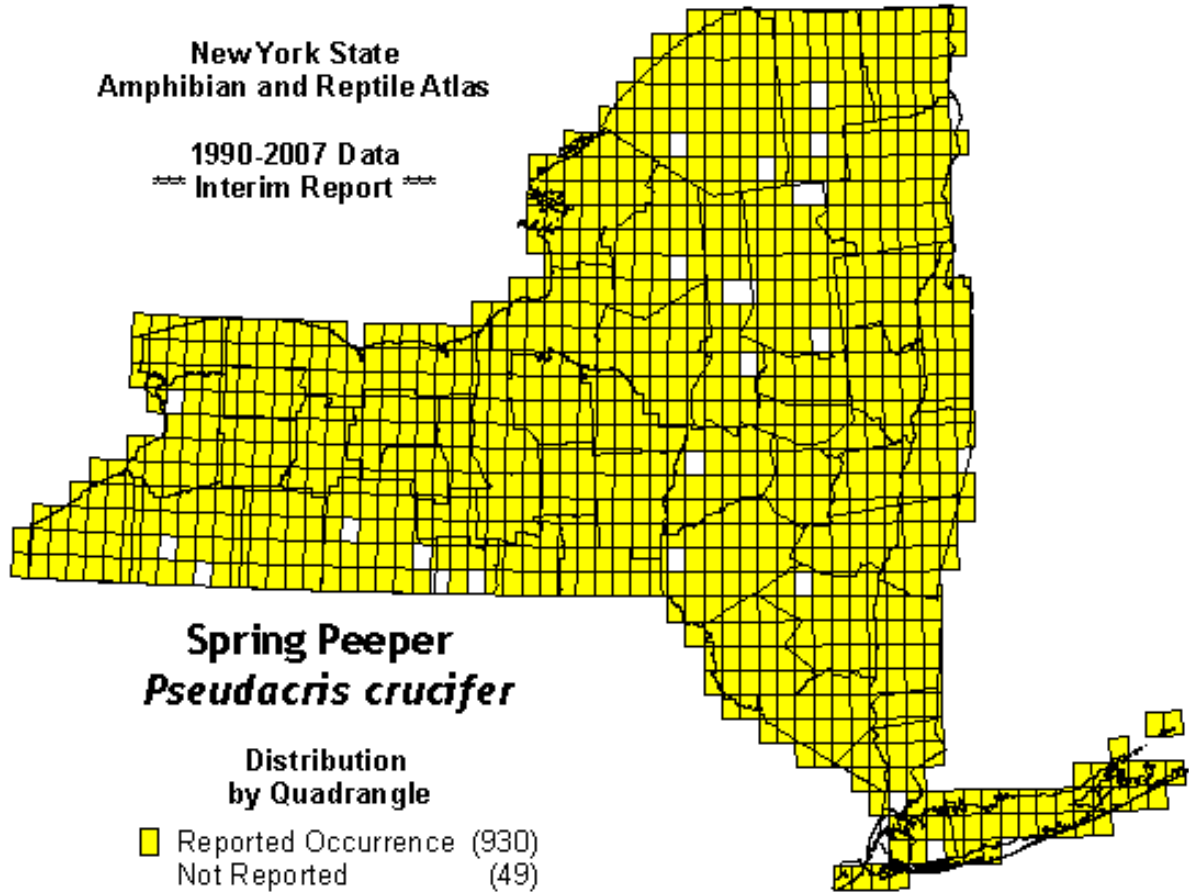 New York State
Amphibian and Reptile Atlas
1990-2007 Data
*** Interim Report ***
Spring Peeper
Pseudacris crucifer
Distribution
by Quadrangle
Reported Occurrence (930)
Not Reported (49)